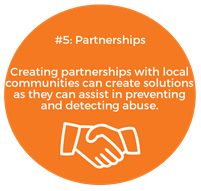 #5: Partnerships
Creating partnerships with local
communities can create solutions
as they can assist in preventing
and detecting abuse.